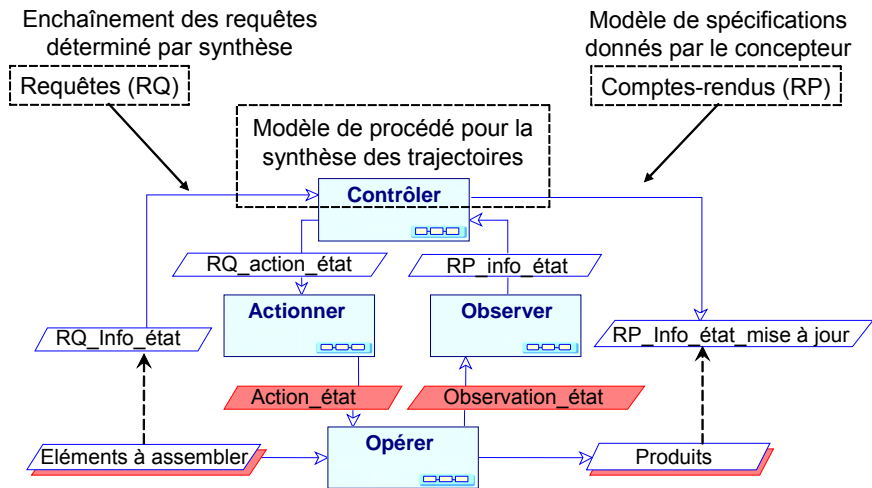 Enchaînement des requêtes
déterminé par synthèse
Requêtes (RQ)
Modèle de spécifications
donnés par le concepteur
Comptes-rendus (RP)
Modèle de procédé pour la
synthèse des trajectoires
Contrôler
RQ_action_état
RP_info_état
Actionner
Observer
RQ_Info_état
RP_Info_état_mise à jour
Action_état
Observation_état
Eléments à assembler
Opérer
Produits